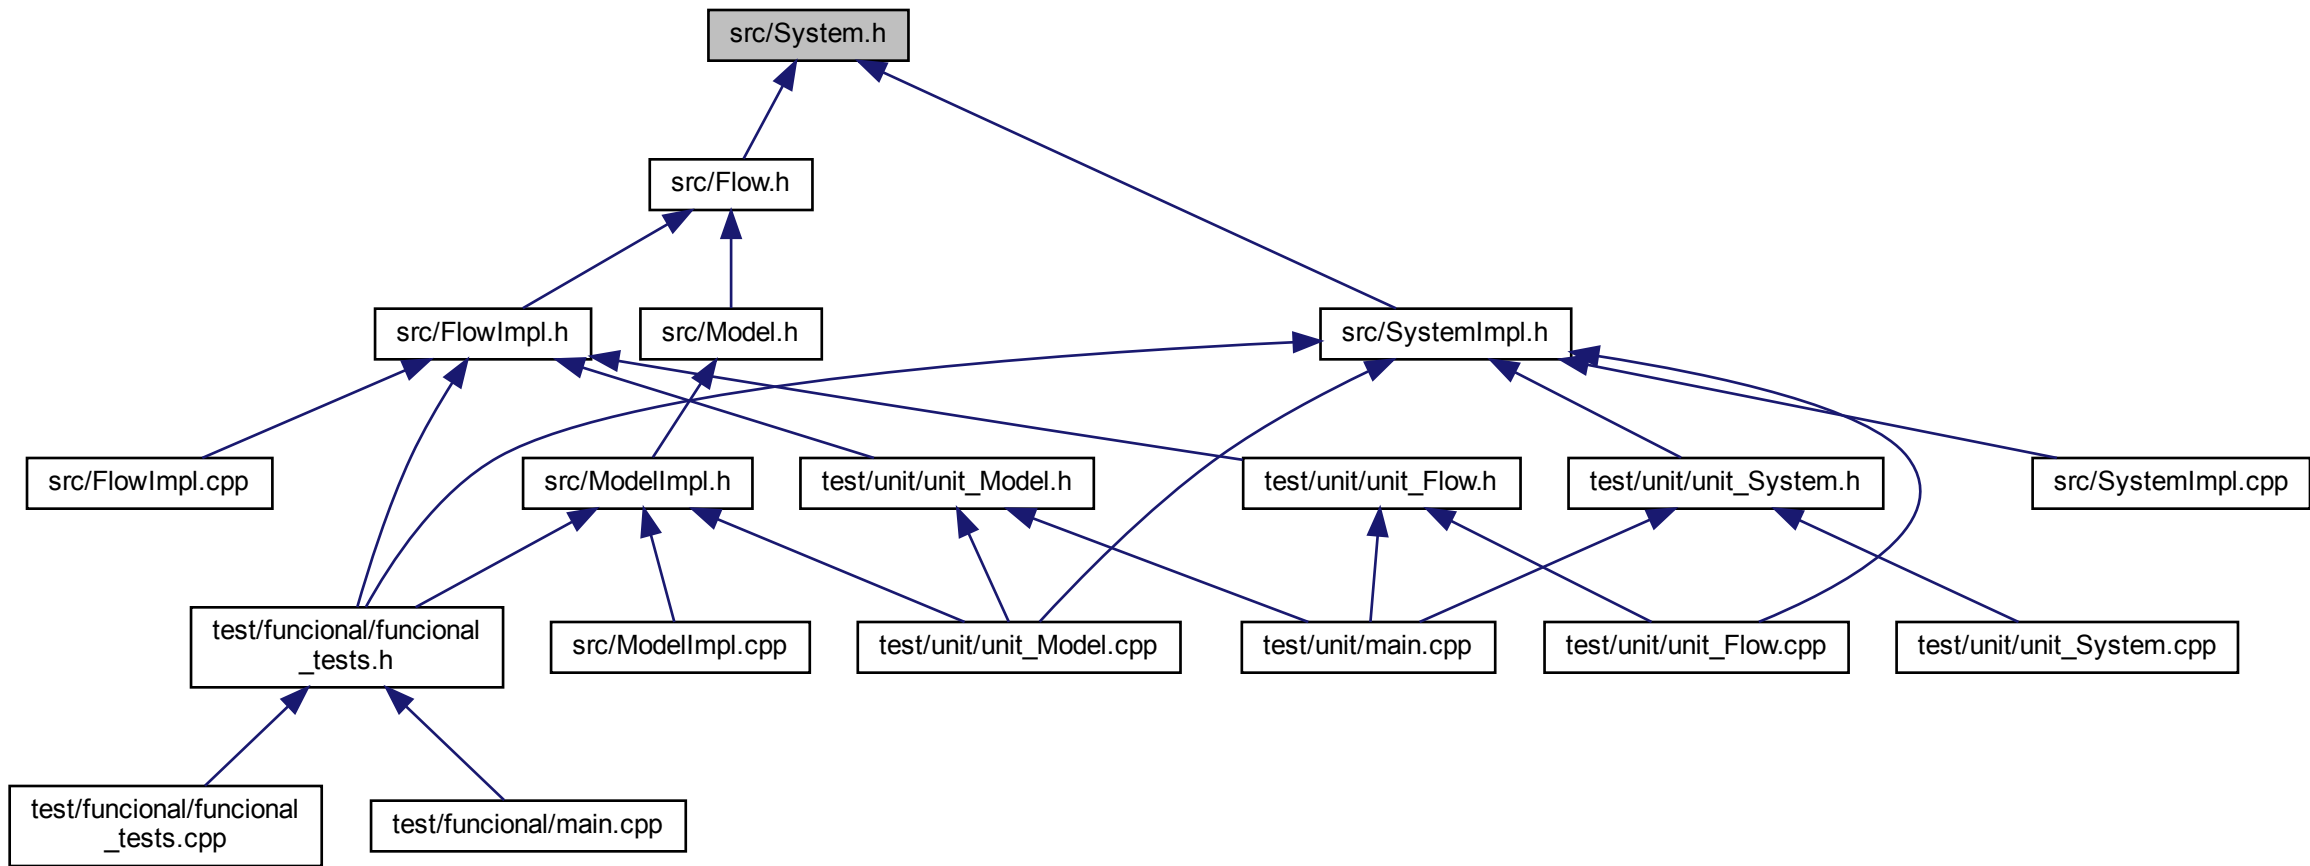 src/System.h
src/Flow.h
src/FlowImpl.h
src/Model.h
src/SystemImpl.h
src/FlowImpl.cpp
src/ModelImpl.h
test/unit/unit_Model.h
test/unit/unit_Flow.h
test/unit/unit_System.h
src/SystemImpl.cpp
test/funcional/funcional
_tests.h
src/ModelImpl.cpp
test/unit/unit_Model.cpp
test/unit/main.cpp
test/unit/unit_Flow.cpp
test/unit/unit_System.cpp
test/funcional/funcional
_tests.cpp
test/funcional/main.cpp